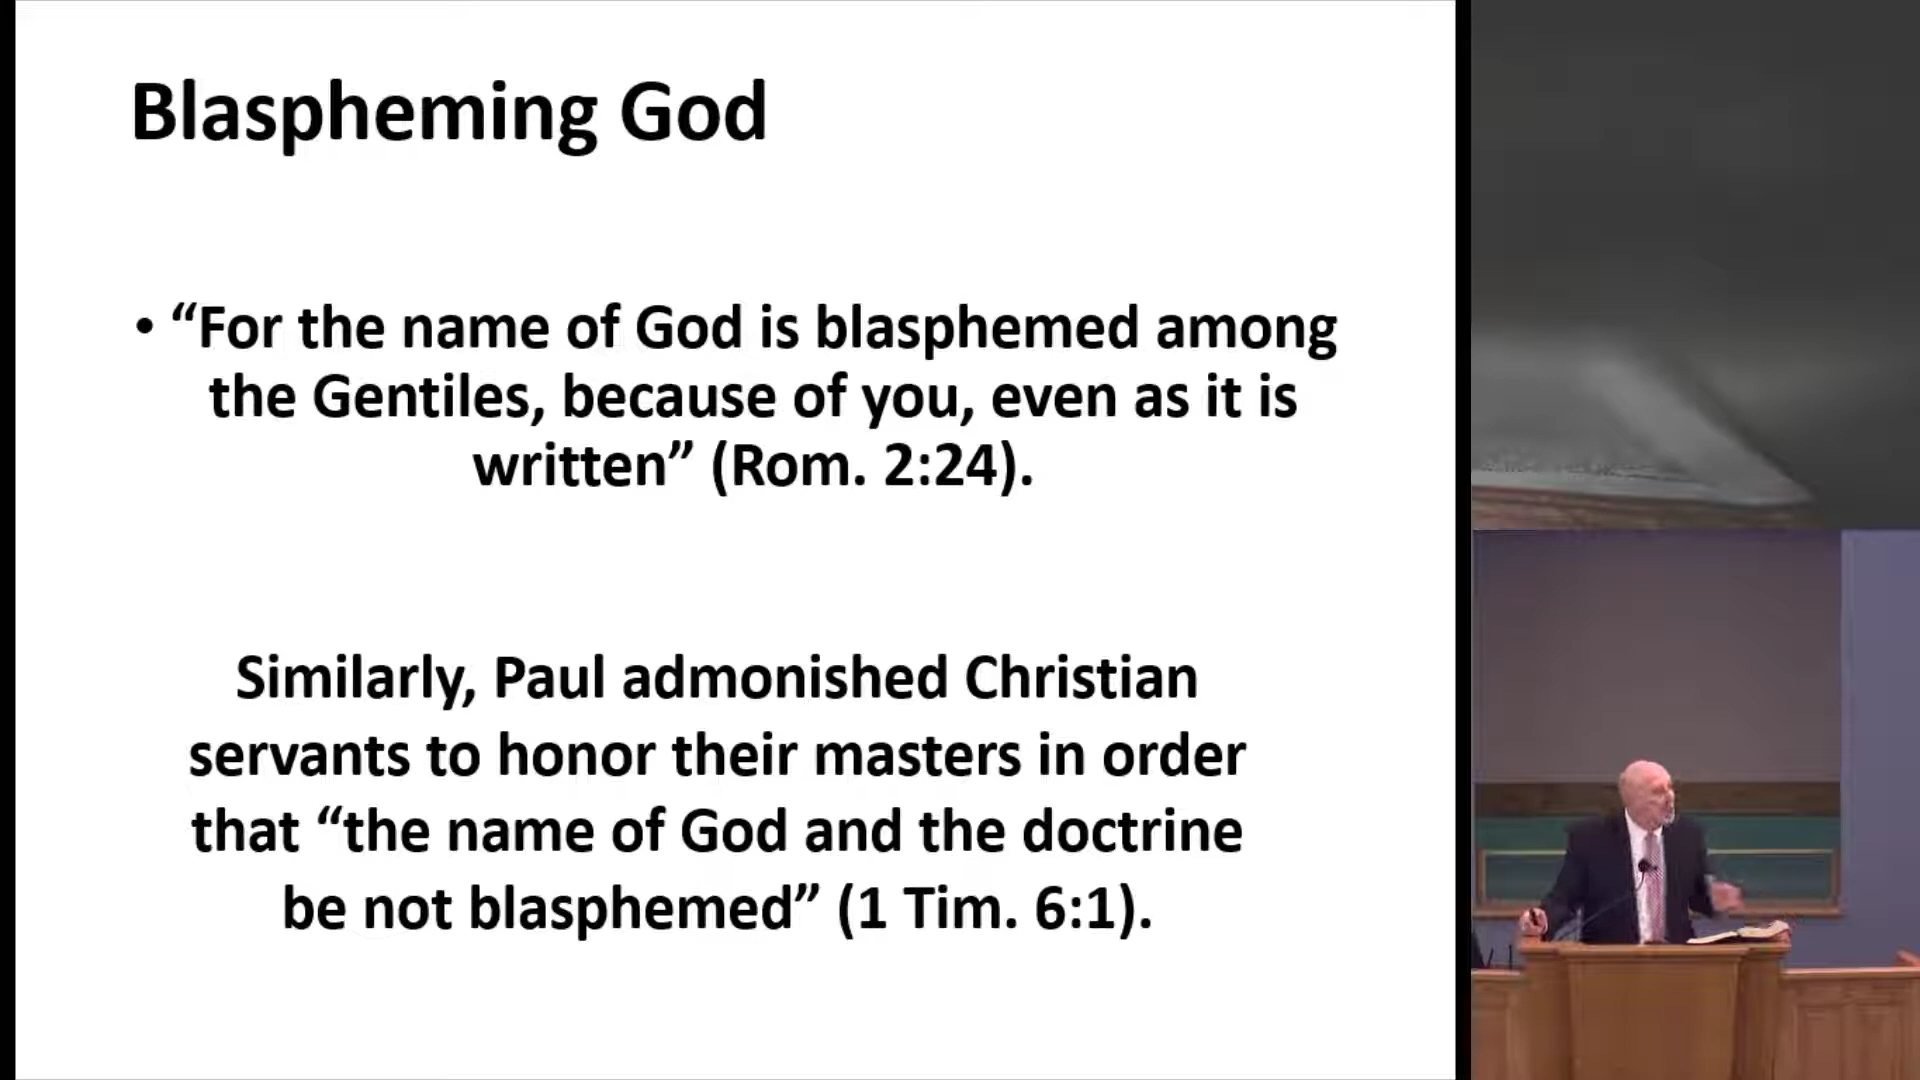 Blaspheming God
• “For the name of God is blasphemed among
the Gentiles, because of you, even as it is
written” (Rom. 2:24).
Similarly, Paul admonished Christian
servants to honor their masters in order
that “the name of God and the doctrine
be not blasphemed” (1 Tim. 6:1).